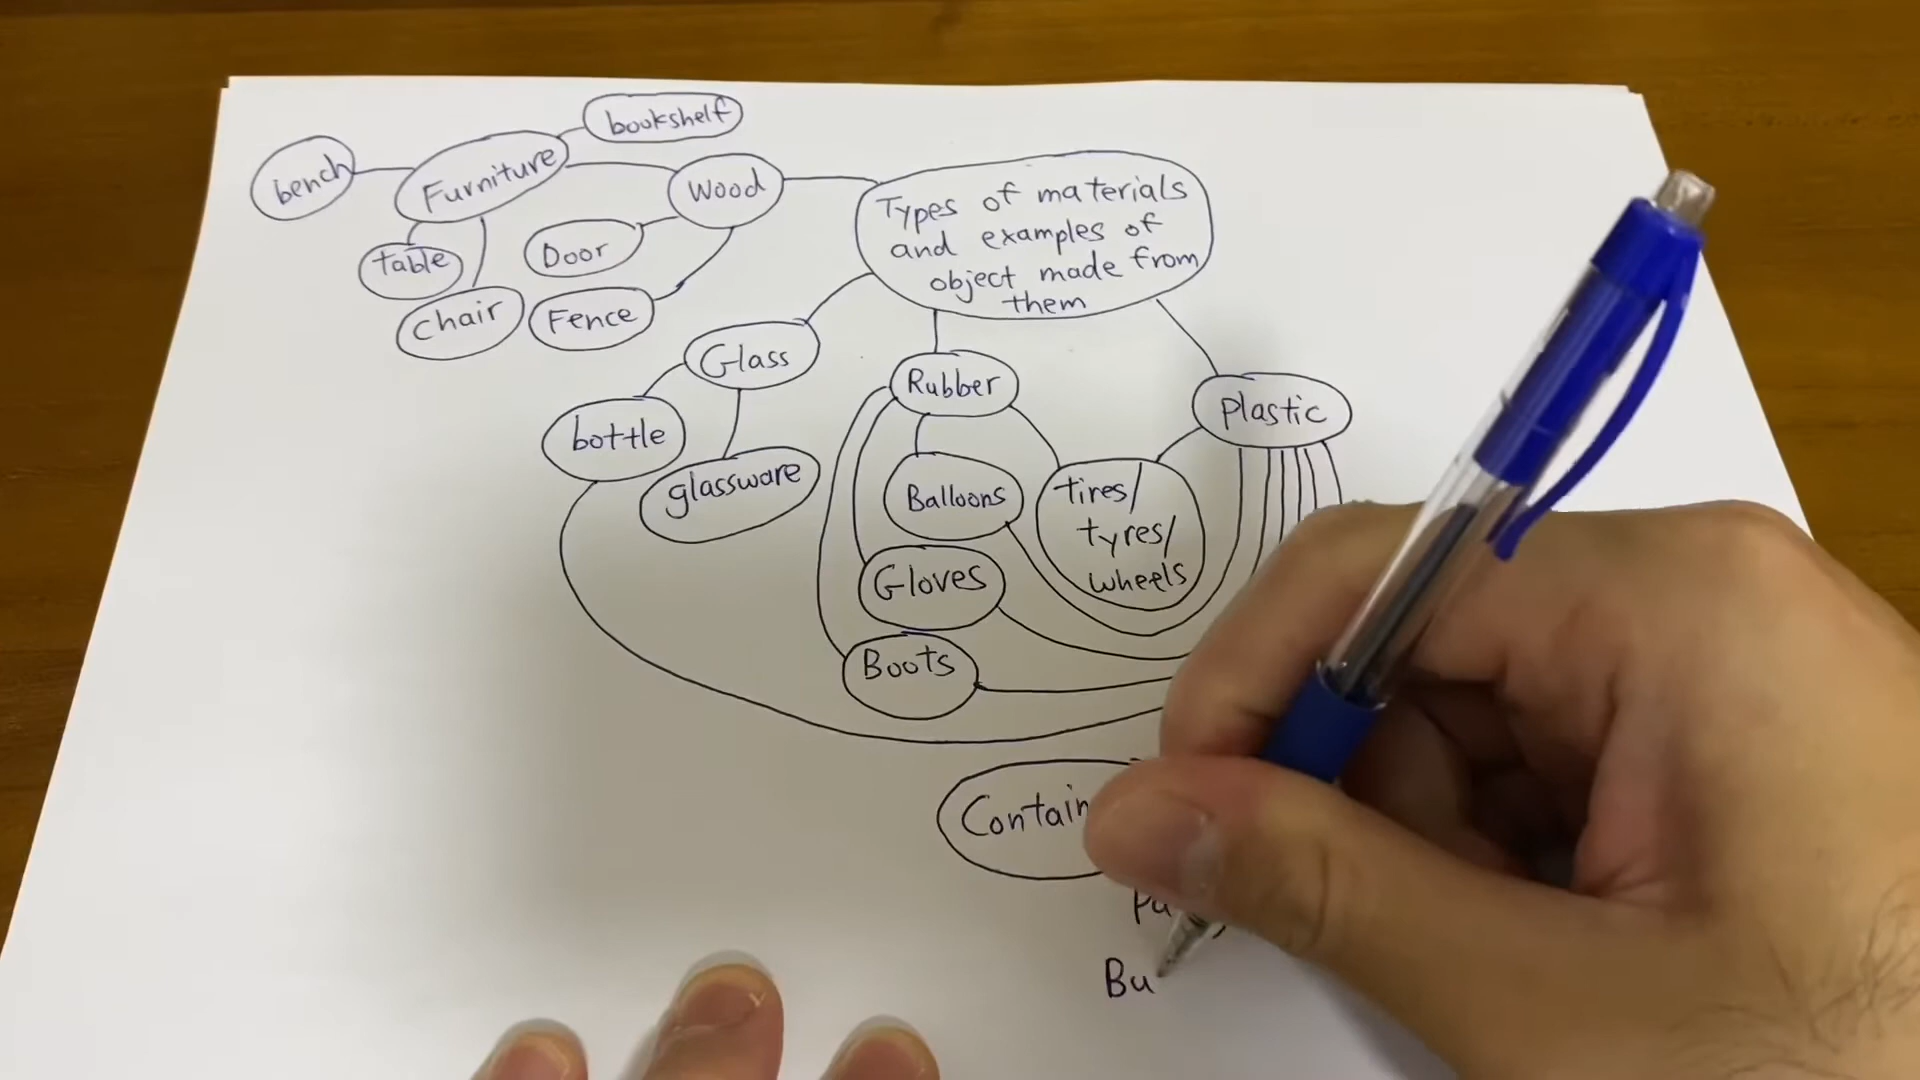 bookshelf
bench
Furniture
Wood
Types of materials
and examples of
object made from
them
Door
table
chair
Fence
Glass
Rubber
Plastic
bottle
glassware
Balloons
tires/
tyres/
wheels
Gloves
Boots
Contain
Pa
Bu